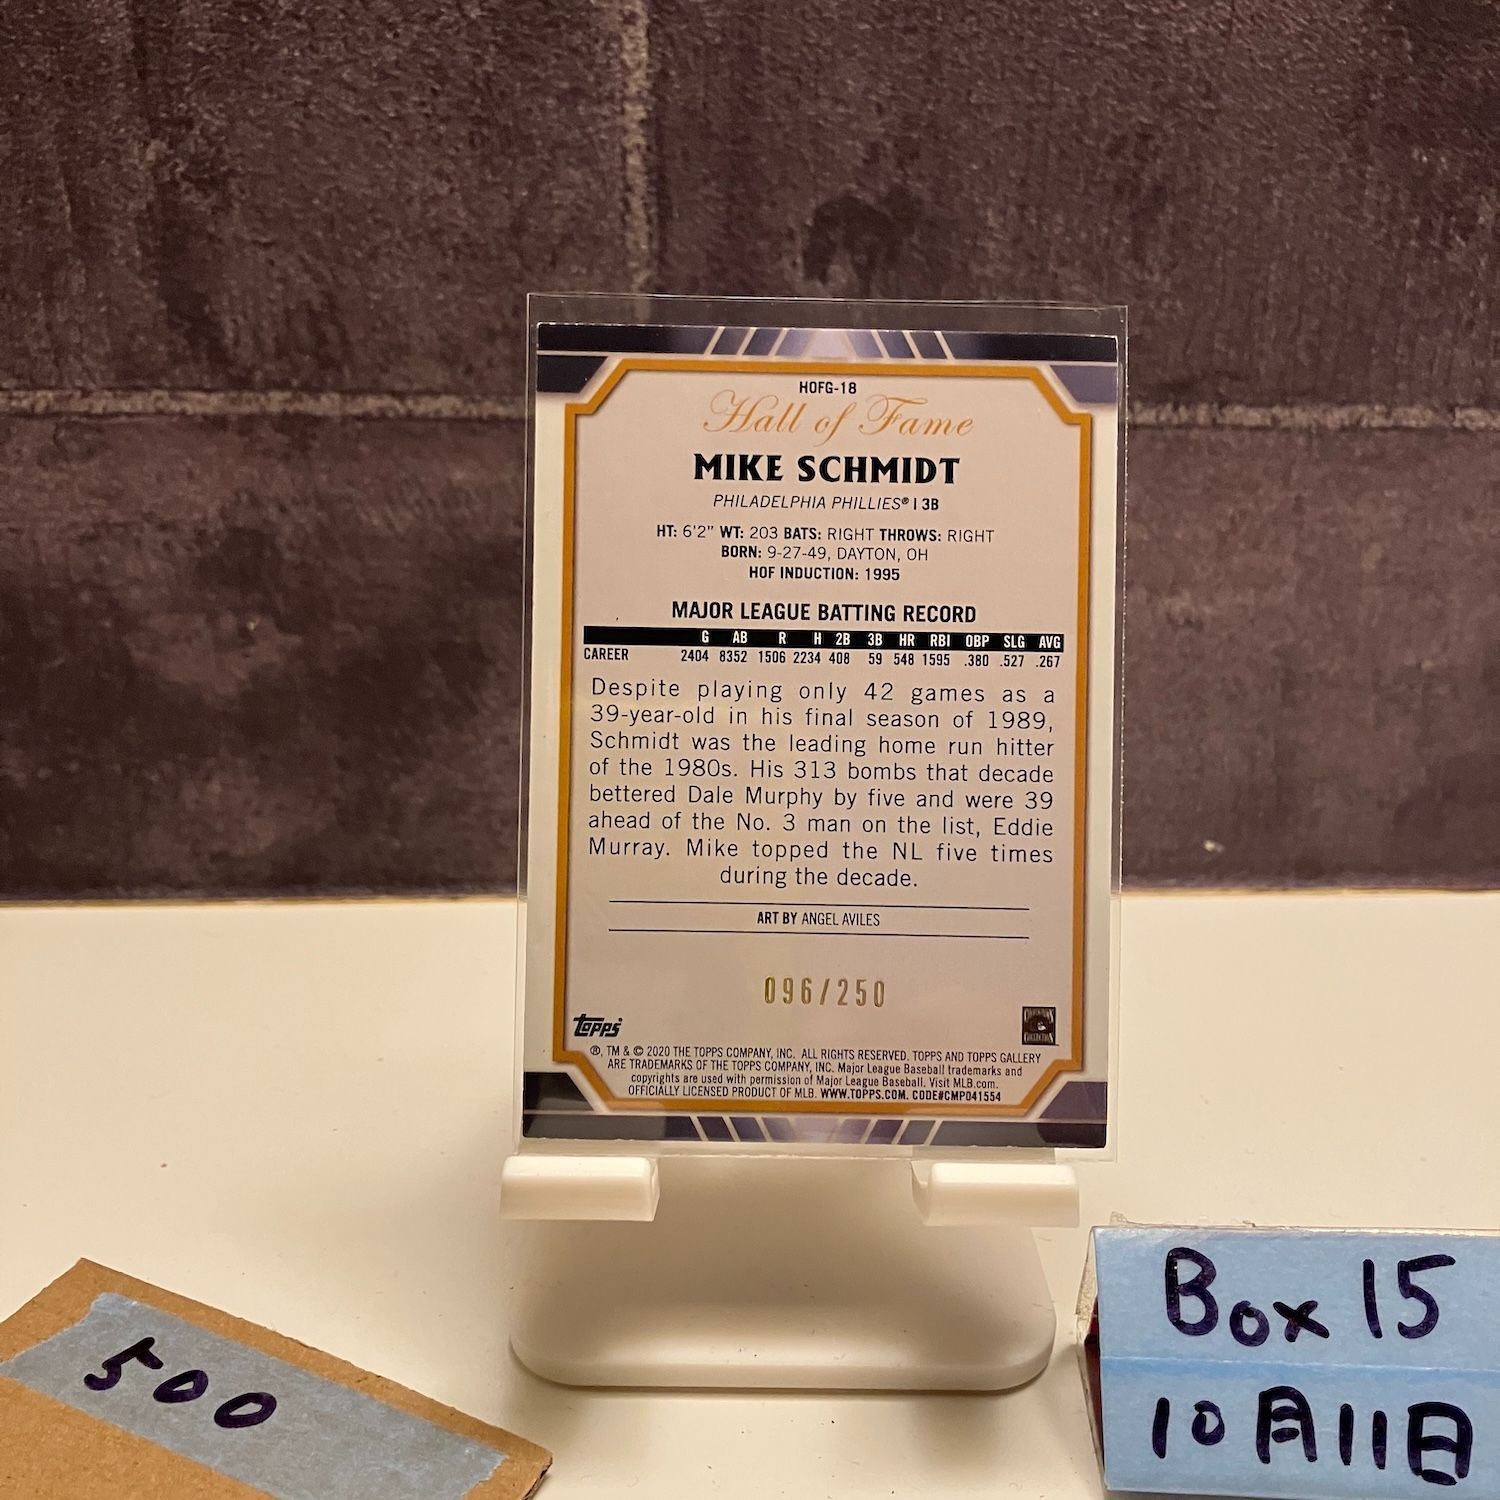 HOFG-18
Hall of Fame
MIKE SCHMIDT
PHILADELPHIA PHILLIES® | 3B
HT: 6'2" WT: 203 BATS: RIGHT THROWS: RIGHT
BORN: 9-27-49, DAYTON, OH
HOF INDUCTION: 1995
MAJOR LEAGUE BATTING RECORD
G AB R H 2B 3B HR RBI OBP SLG AVG
CAREER 2404 8352 1506 2234 408 59 548 1595 .380 .527 .267
Despite playing only 42 games as a
39-year-old in his final season of 1989,
Schmidt was the leading home run hitter
of the 1980s. His 313 bombs that decade
bettered Dale Murphy by five and were 39
ahead of the No. 3 man on the list, Eddie
Murray. Mike topped the NL five times
during the decade.
ART BY ANGEL AVILES
096/250
topps
COOPERSTOWN
COLLECTION
®, TM & © 2020 THE TOPPS COMPANY, INC. ALL RIGHTS RESERVED. TOPPS AND TOPPS GALLERY
ARE TRADEMARKS OF THE TOPPS COMPANY, INC. Major League Baseball trademarks and
copyrights are used with permission of Major League Baseball. Visit MLB.com.
OFFICIALLY LICENSED PRODUCT OF MLB. WWW.TOPPS.COM. CODE#CMP041554
500
Box 15
10月11日